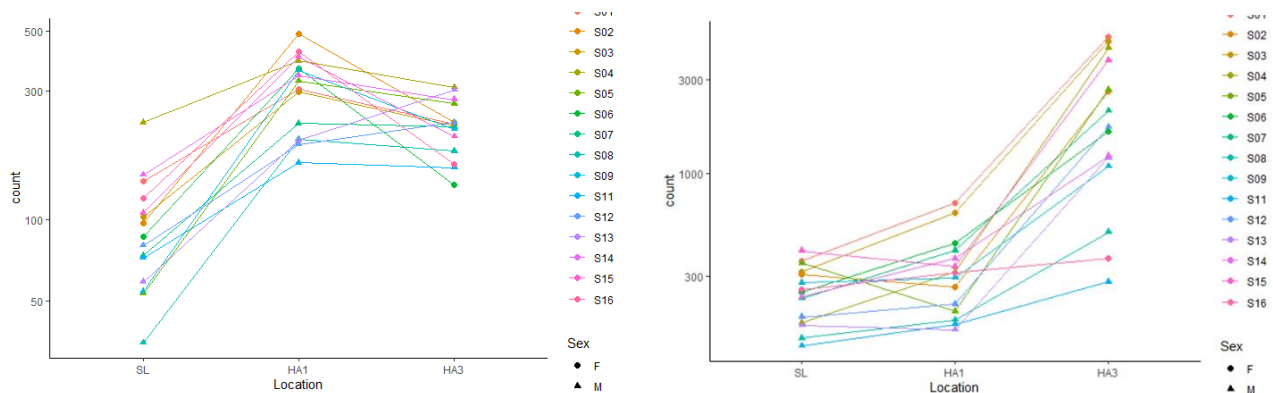 500
300
100
50
count
SL
HA1
HA3
Location
S02
S03
S04
S05
S06
S07
S08
S09
S11
S12
S13
S14
S15
S16
Sex
F
M
3000
1000
300
count
SL
HA1
HA3
Location
S02
S03
S04
S05
S06
S07
S08
S09
S11
S12
S13
S14
S15
S16
Sex
F
M